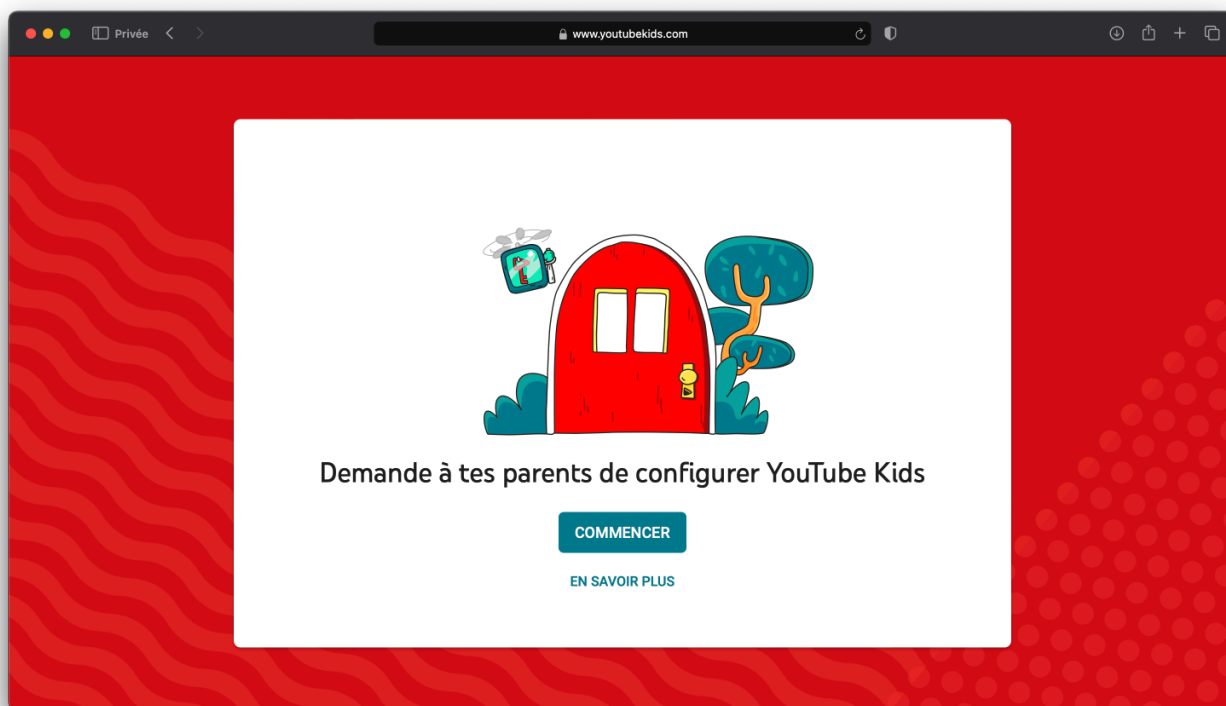 Privée
www.youtubekids.com
Demande à tes parents de configurer YouTube Kids
COMMENCER
EN SAVOIR PLUS